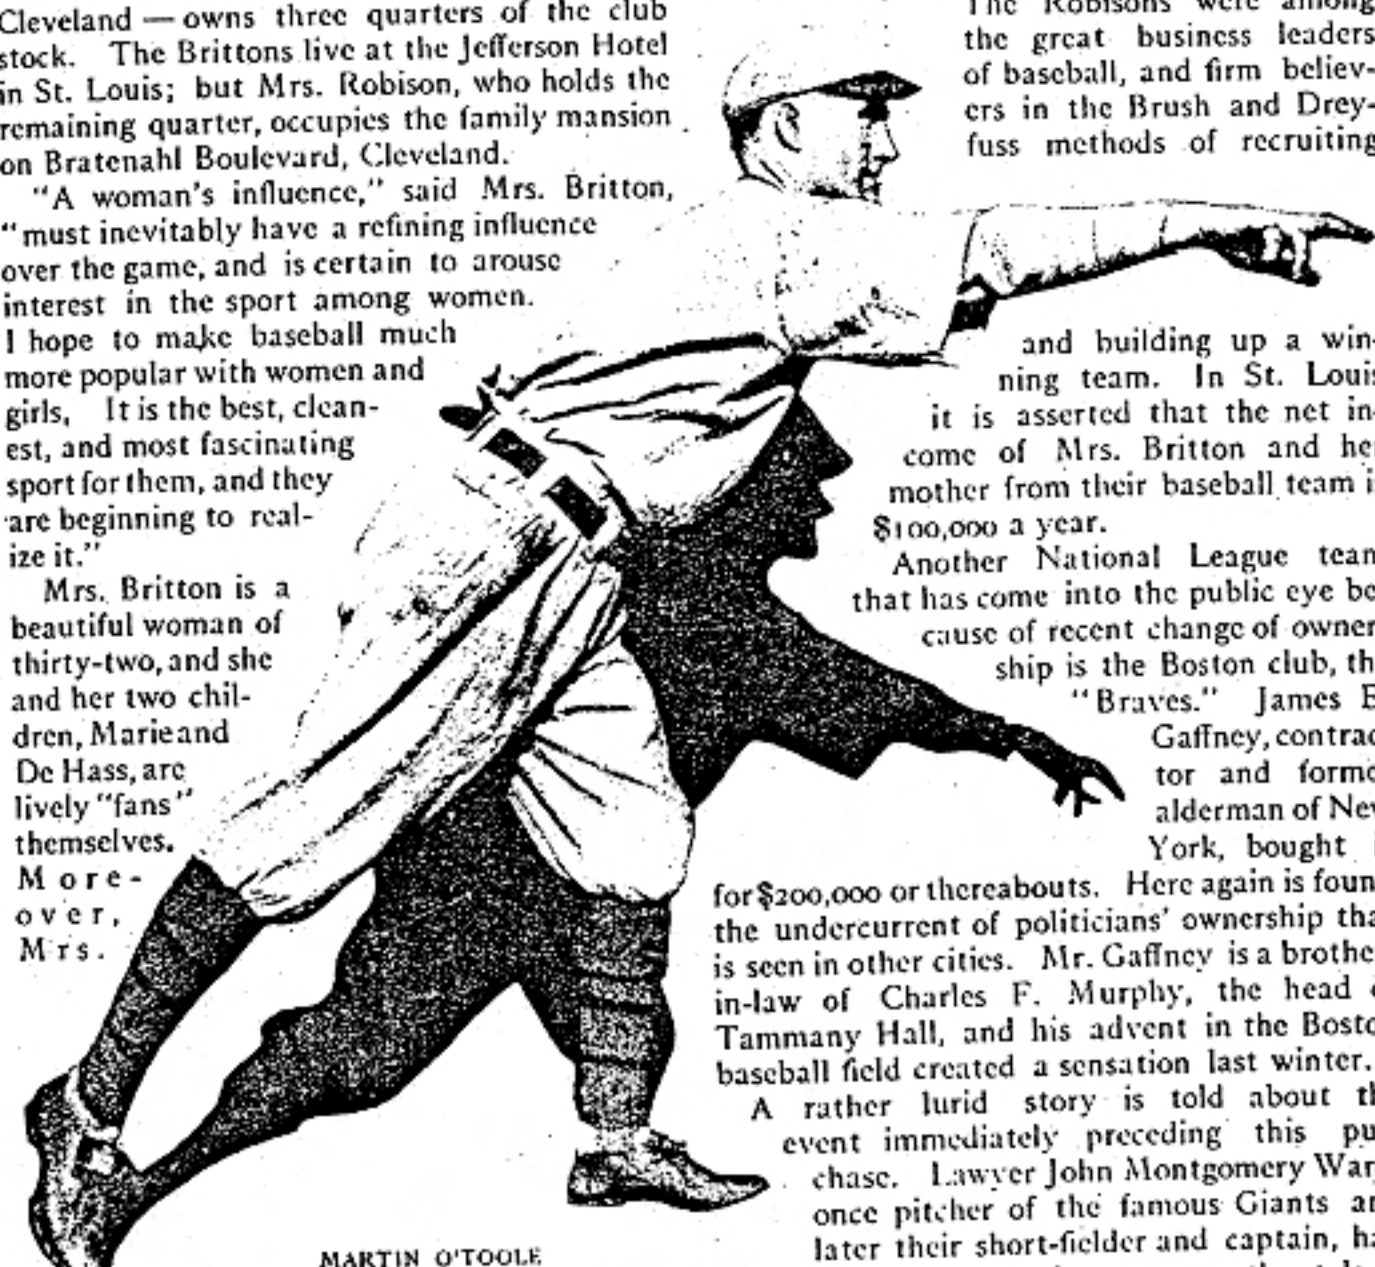 Cleveland — owns three quarters of the club
stock. The Brittons live at the Jefferson Hotel
in St. Louis; but Mrs. Robison, who holds the
remaining quarter, occupies the family mansion
on Bratenahl Boulevard, Cleveland.
"A woman's influence," said Mrs. Britton,
"must inevitably have a refining influence
over the game, and is certain to arouse
interest in the sport among women.
I hope to make baseball much
more popular with women and
girls. It is the best, clean-
est, and most fascinating
sport for them, and they
are beginning to real-
ize it."
Mrs. Britton is a
beautiful woman of
thirty-two, and she
and her two chil-
dren, Marie and
De Hass, are
lively "fans"
themselves.
More-
over,
Mrs.
MARTIN O'TOOLE
The Robisons were among
the great business leaders
of baseball, and firm believ-
ers in the Brush and Drey-
fuss methods of recruiting
and building up a win-
ning team. In St. Louis
it is asserted that the net in-
come of Mrs. Britton and her
mother from their baseball team i
$100,000 a year.
Another National League team
that has come into the public eye be
cause of recent change of owner
ship is the Boston club, th
"Braves." James E
Gaffney, contrac
tor and forme
alderman of New
York, bought i
for $200,000 or thereabouts. Here again is foun
the undercurrent of politicians' ownership tha
is seen in other cities. Mr. Gaffney is a brothe
in-law of Charles F. Murphy, the head o
Tammany Hall, and his advent in the Bosto
baseball field created a sensation last winter.
A rather lurid story is told about th
event immediately preceding this pu
chase. Lawyer John Montgomery War
once pitcher of the famous Giants an
later their short-fielder and captain, ha